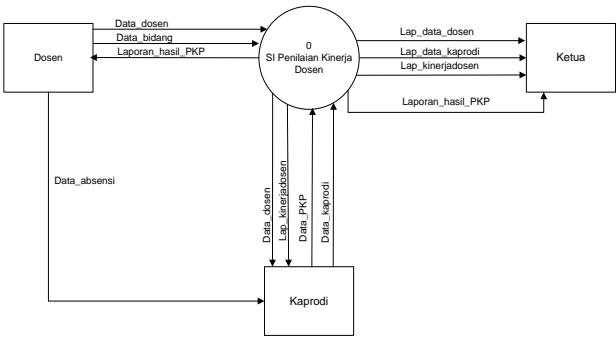 Data_dosen
Data_bidang
Laporan_hasil_PKP
Dosen
0
SI Penilaian Kinerja
Dosen
Lap_data_dosen
Lap_data_kaprodi
Lap_kinerjadosen
Laporan_hasil_PKP
Ketua
Data_absensi
Data_dosen
Lap_kinerjadosen
Data_PKP
Data_kaprodi
Kaprodi